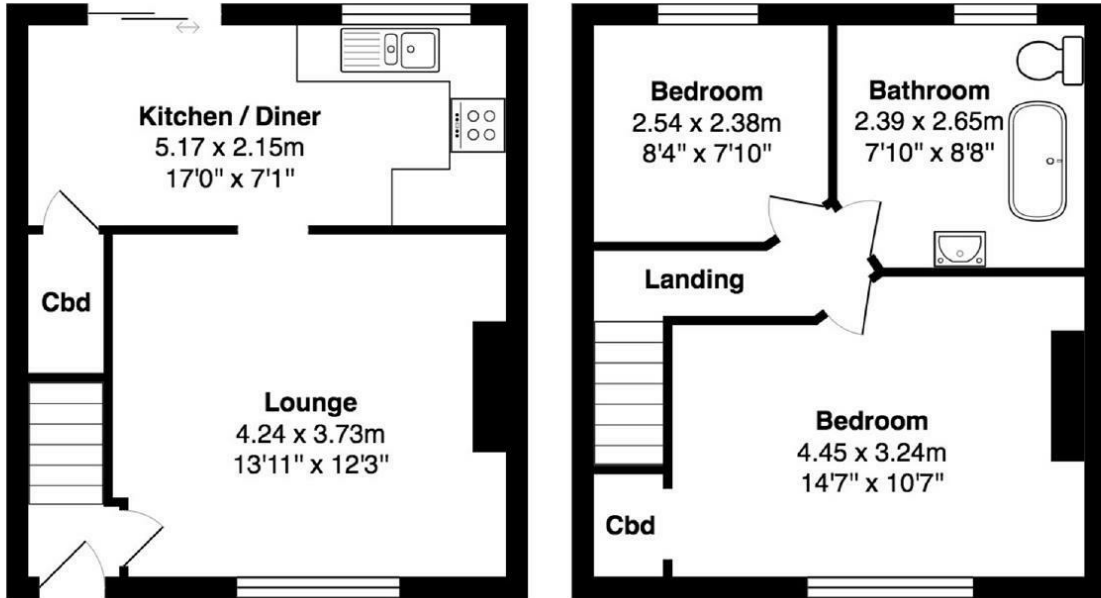 Kitchen / Diner
5.17 x 2.15m
17'0" x 7'1"
Cbd
Lounge
4.24 x 3.73m
13'11" x 12'3"
Bedroom
2.54 x 2.38m
8'4" x 7'10"
Bathroom
2.39 x 2.65m
7'10" x 8'8"
Landing
Bedroom
4.45 x 3.24m
14'7" x 10'7"
Cbd